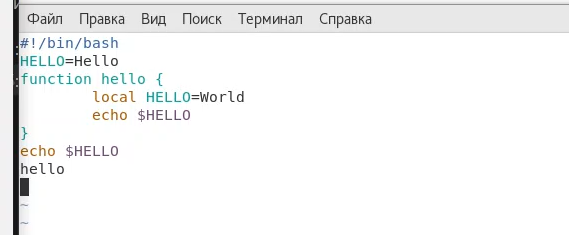 Файл Правка Вид Поиск Терминал Справка
#!/bin/bash
HELLO=Hello
function hello {
        local HELLO=World
        echo $HELLO
}
echo $HELLO
hello
~
~